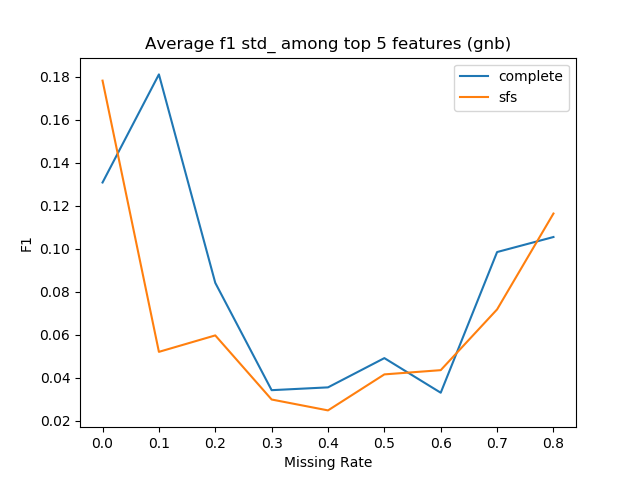 Average f1 std_ among top 5 features (gnb)
complete
sfs
0.18
0.16
0.14
0.12
0.10
0.08
0.06
0.04
0.02
F1
0.0 0.1 0.2 0.3 0.4 0.5 0.6 0.7 0.8
Missing Rate